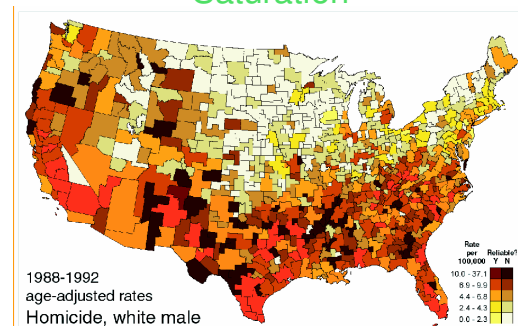 Saturation
1988-1992
age-adjusted rates
Homicide, white male
Rate
per Reliable?
100,000 Y N
10.0 - 37.1
6.9 - 9.9
4.4 - 6.8
2.4 - 4.3
0.0 - 2.3